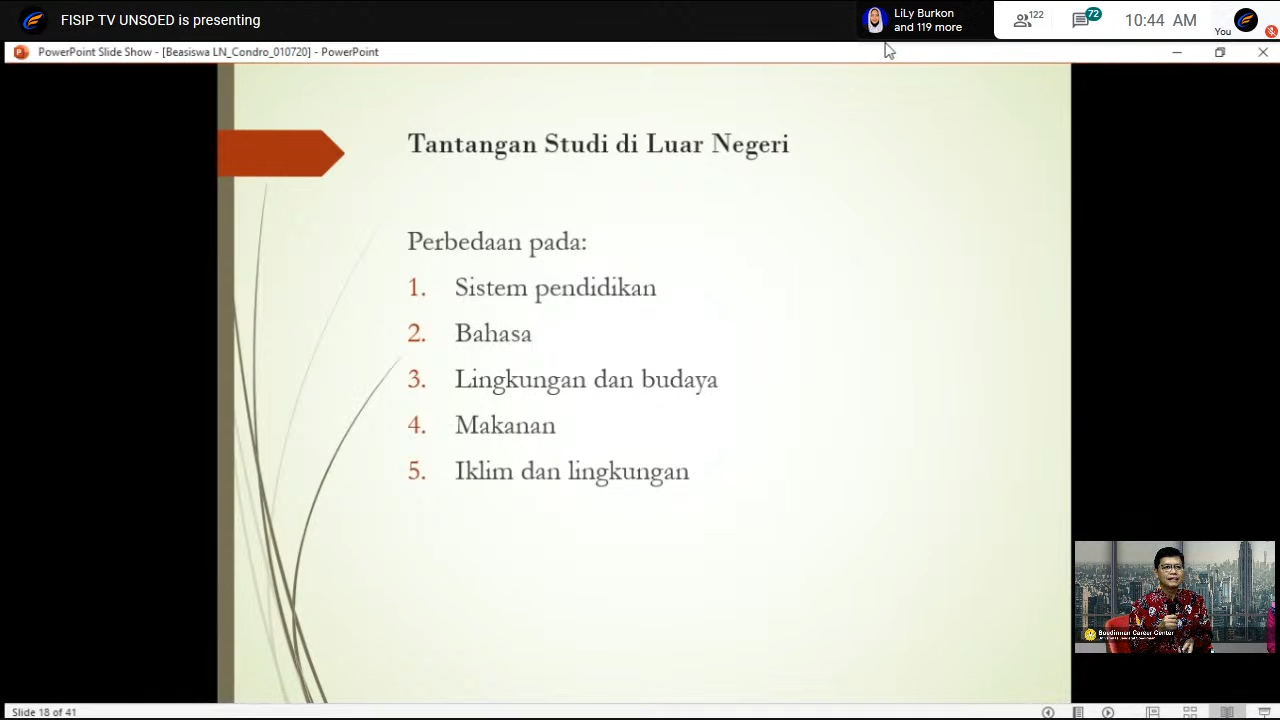 FISIP TV UNSOED is presenting
LiLy Burkon
and 119 more
122
72
10:44 AM
You
PowerPoint Slide Show - [Beasiswa LN_Condro_010720] - PowerPoint
Tantangan Studi di Luar Negeri
Perbedaan pada:
1. Sistem pendidikan
2. Bahasa
3. Lingkungan dan budaya
4. Makanan
5. Iklim dan lingkungan
Soedirman Career Center
Slide 18 of 41